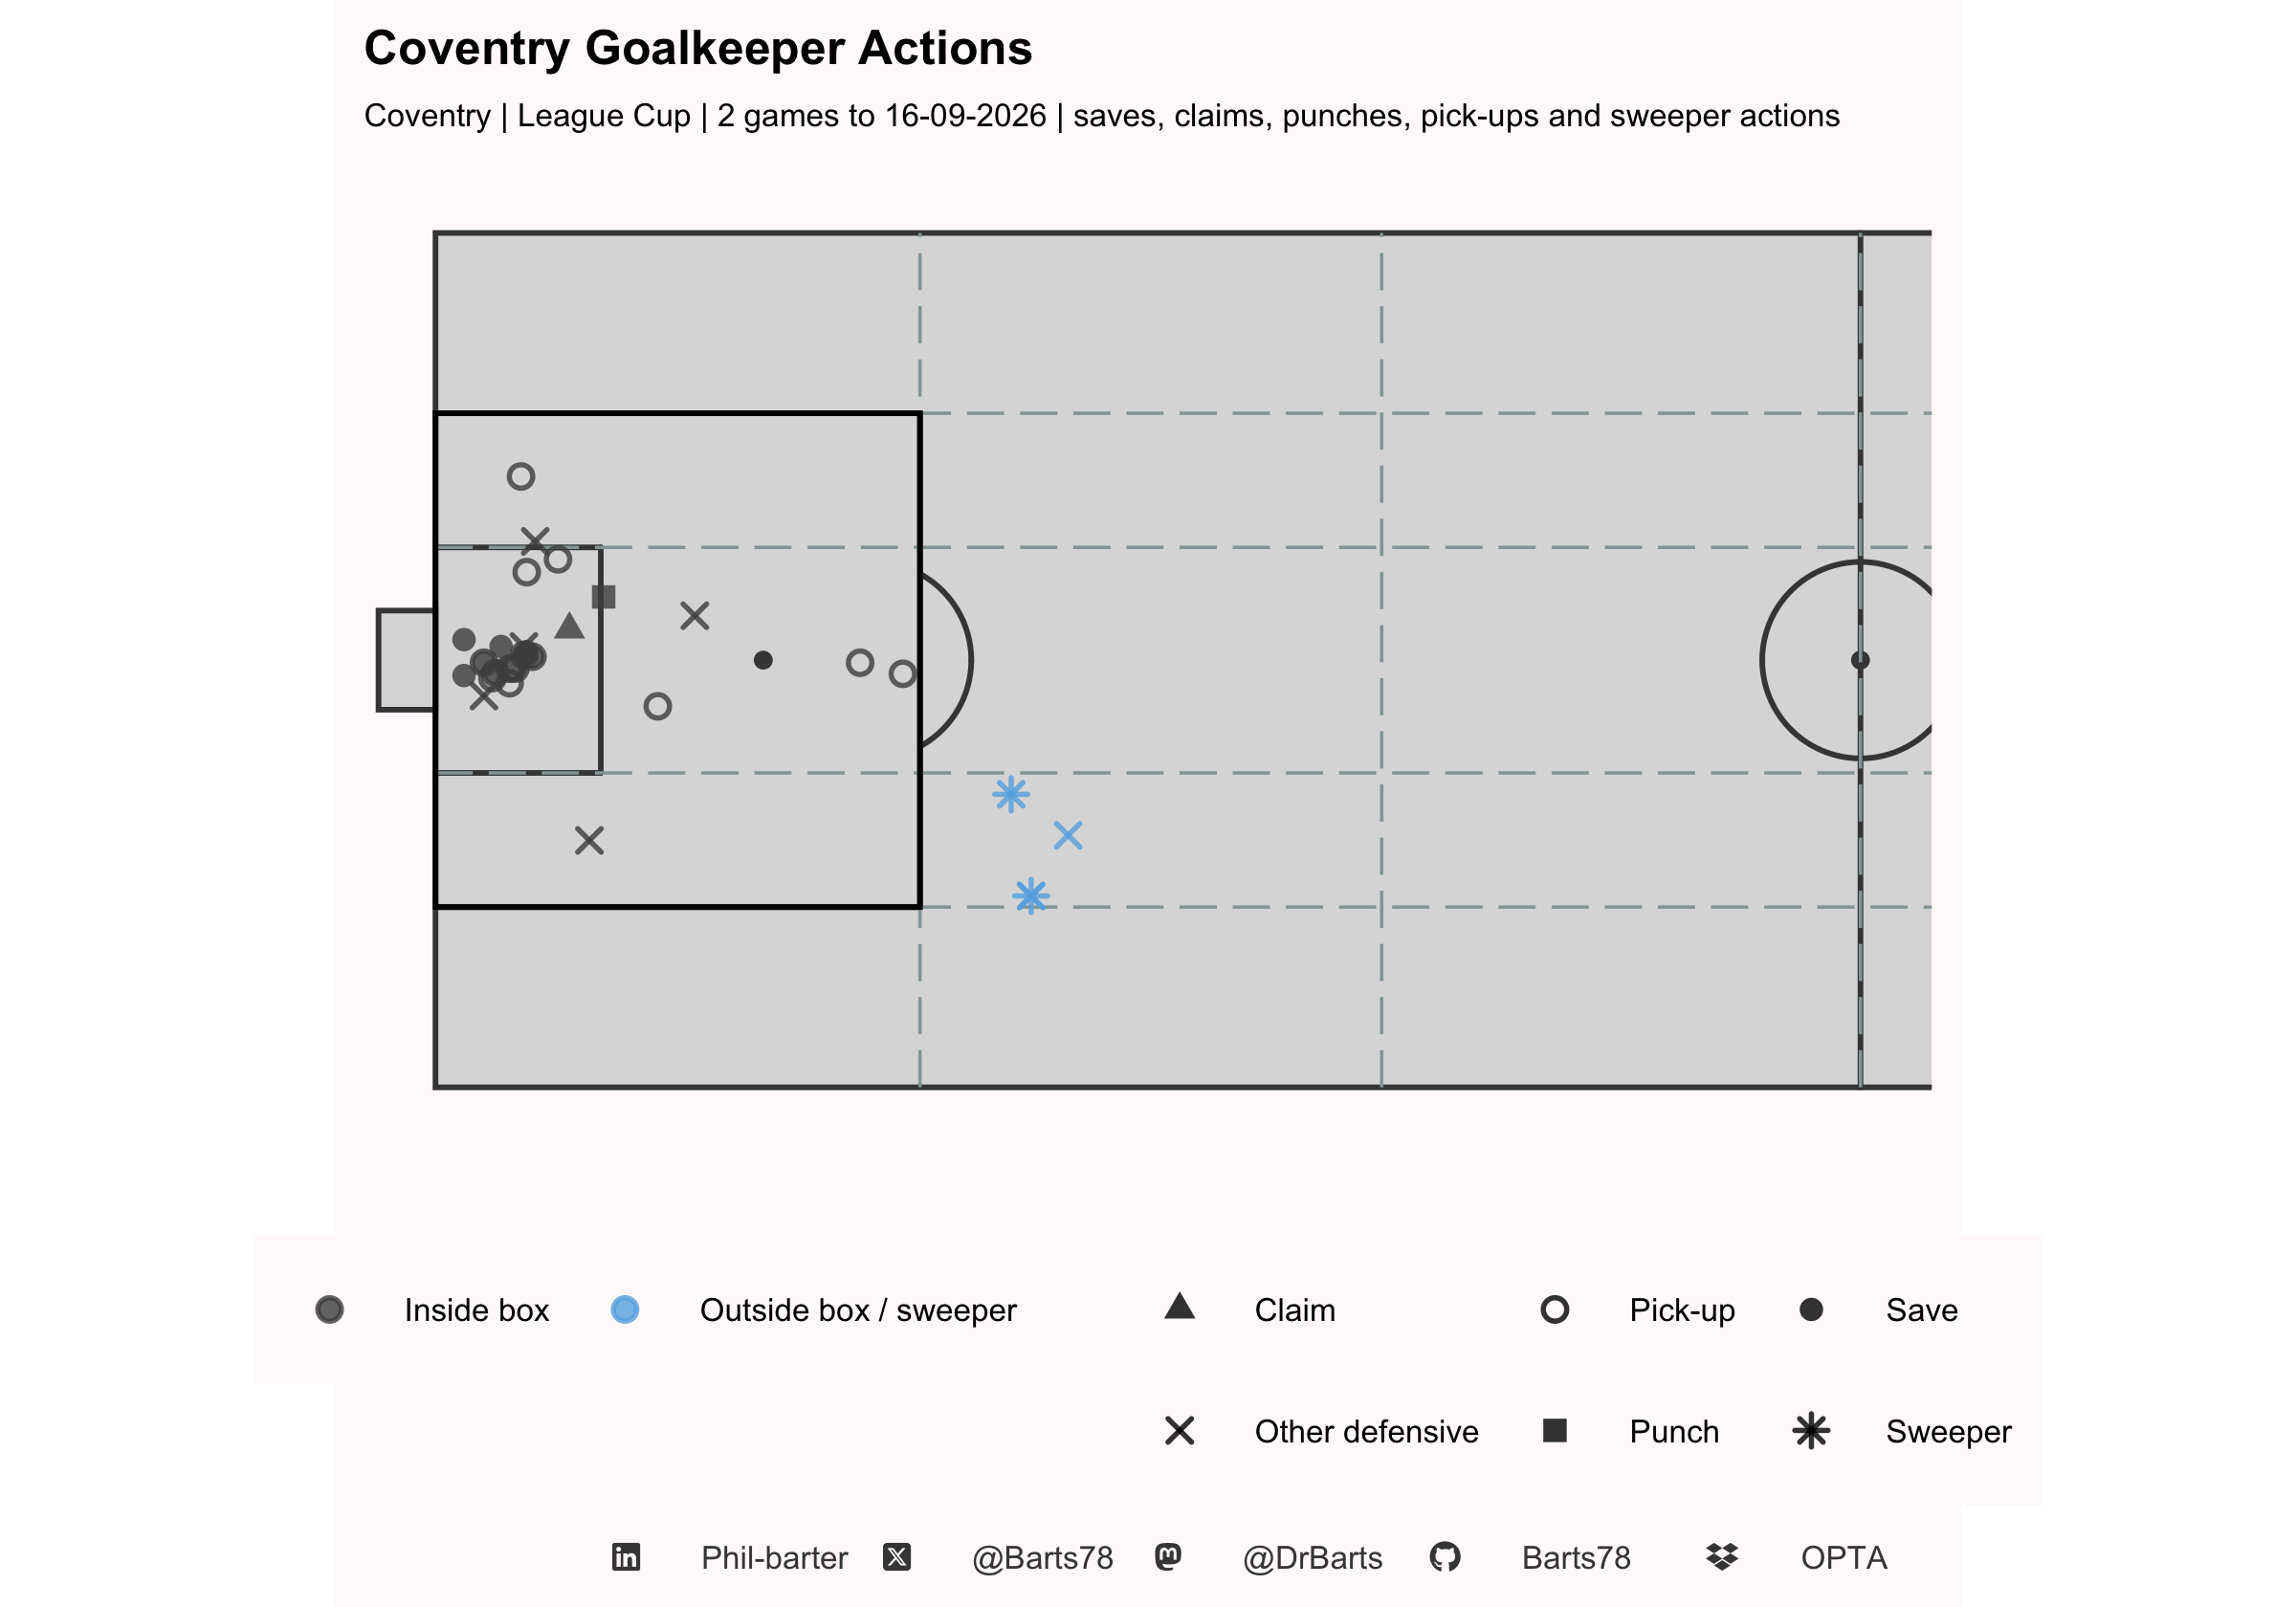 Coventry Goalkeeper Actions
Coventry | League Cup | 2 games to 16-09-2026 | saves, claims, punches, pick-ups and sweeper actions
Inside box Outside box / sweeper Claim Pick-up Save
Other defensive Punch Sweeper
Phil-barter @Barts78 @DrBarts Barts78 OPTA